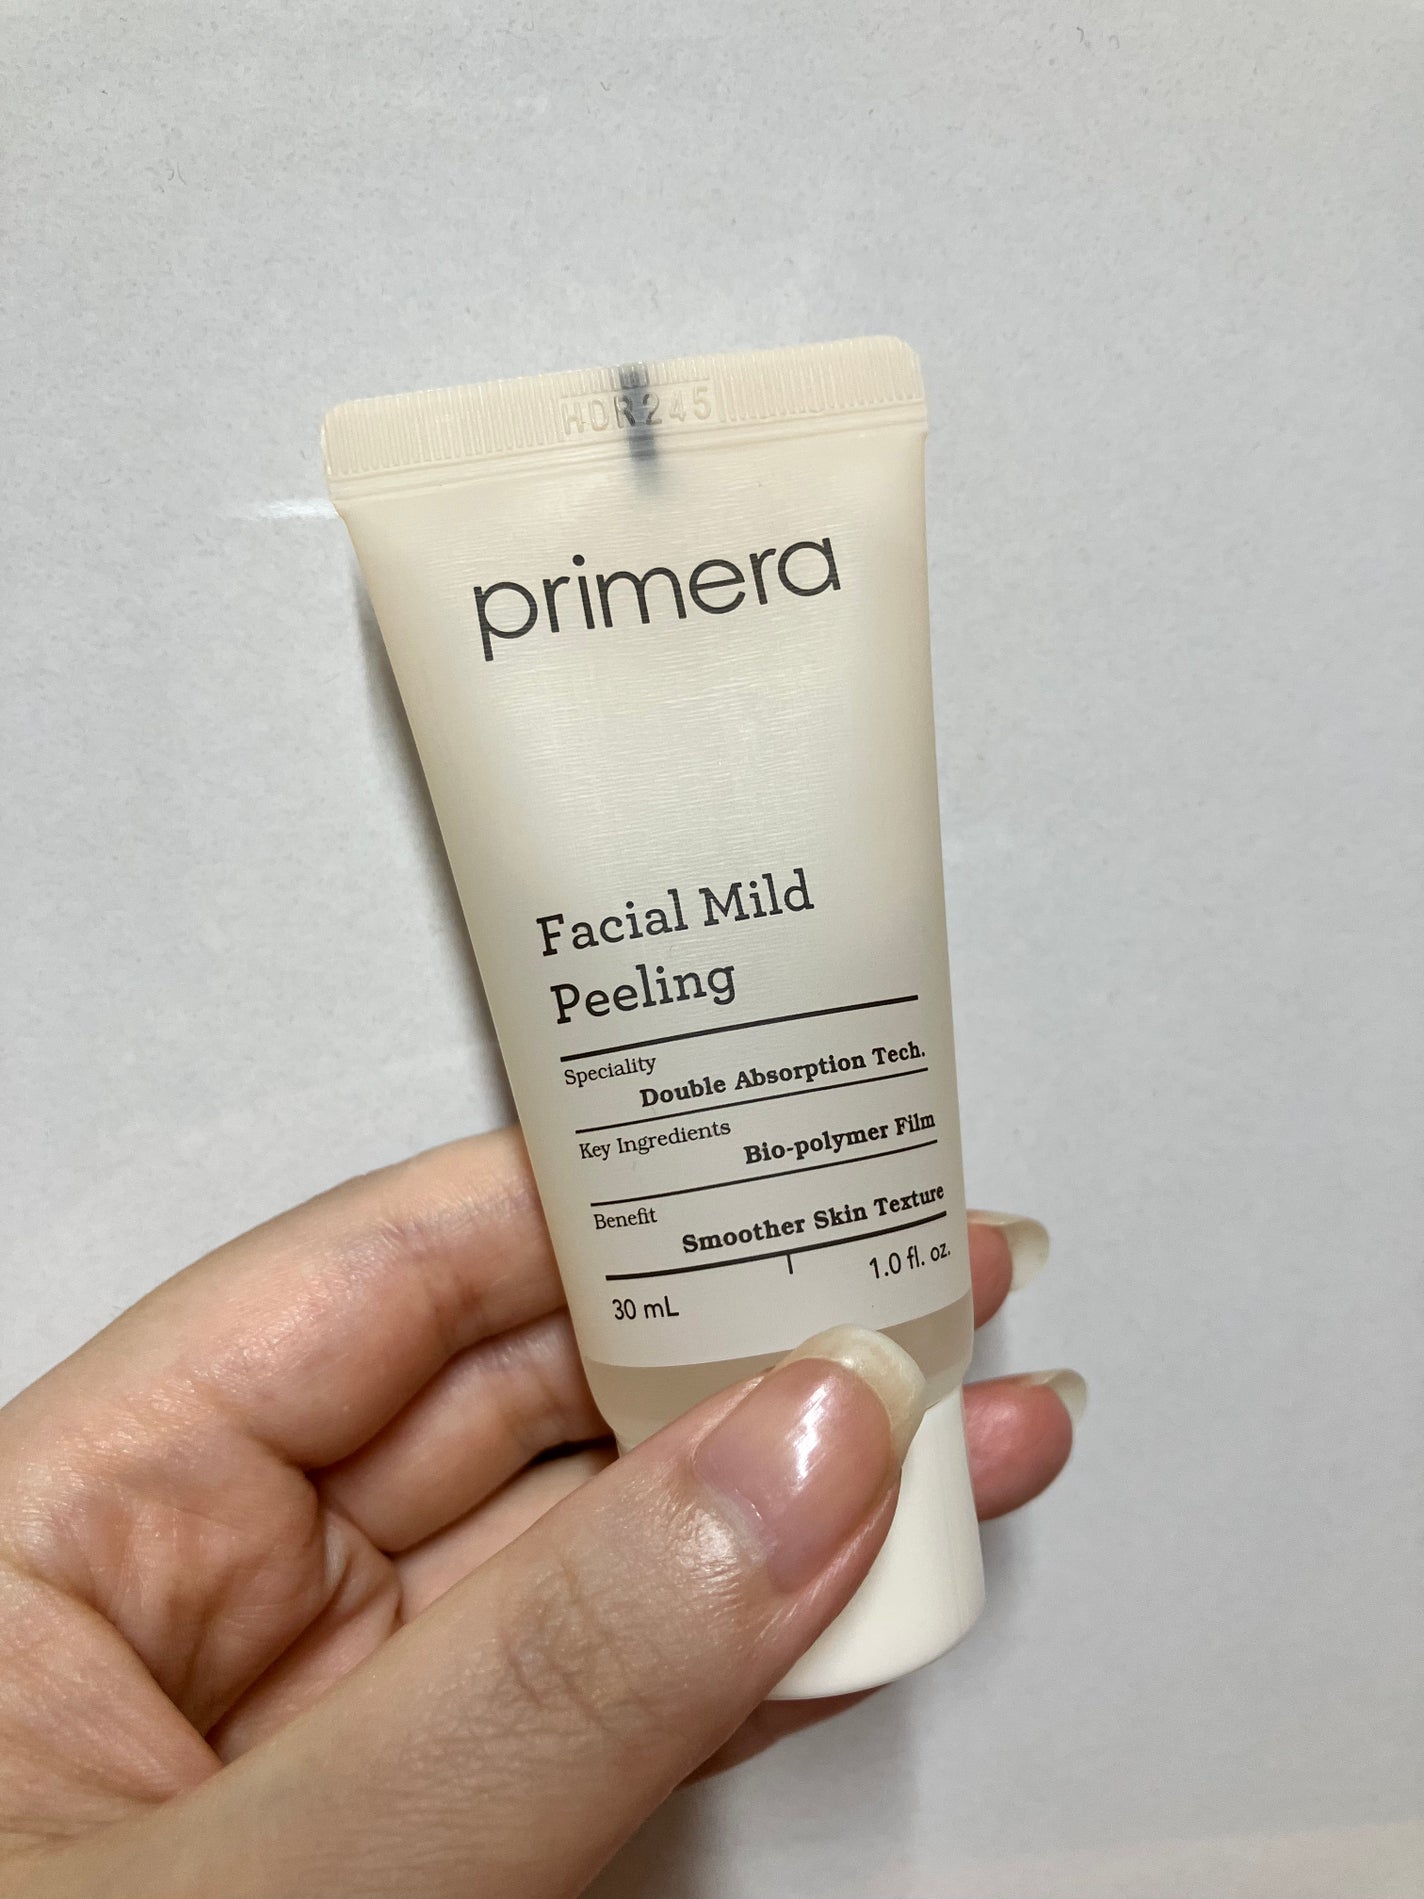 HDR245
primera
Facial Mild
Peeling
Speciality
Double Absorption Tech.
Key Ingredients
Bio-polymer Film
Benefit
Smoother Skin Texture
30 mL
1.0 fl. oz.